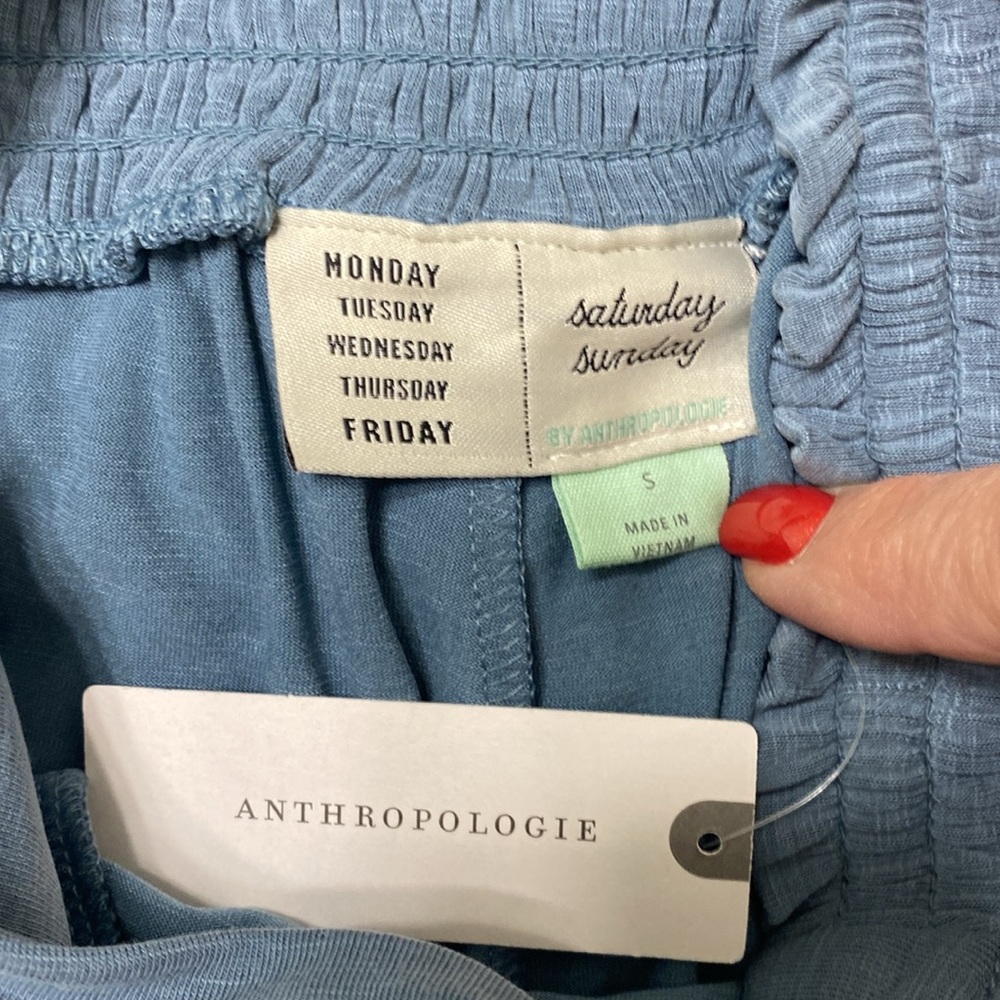 MONDAY
TUESDAY
WEDNESDAY
THURSDAY
FRIDAY
saturday
sunday
BY ANTHROPOLOGIE
S
MADE IN
VIETNAM
ANTHROPOLOGIE